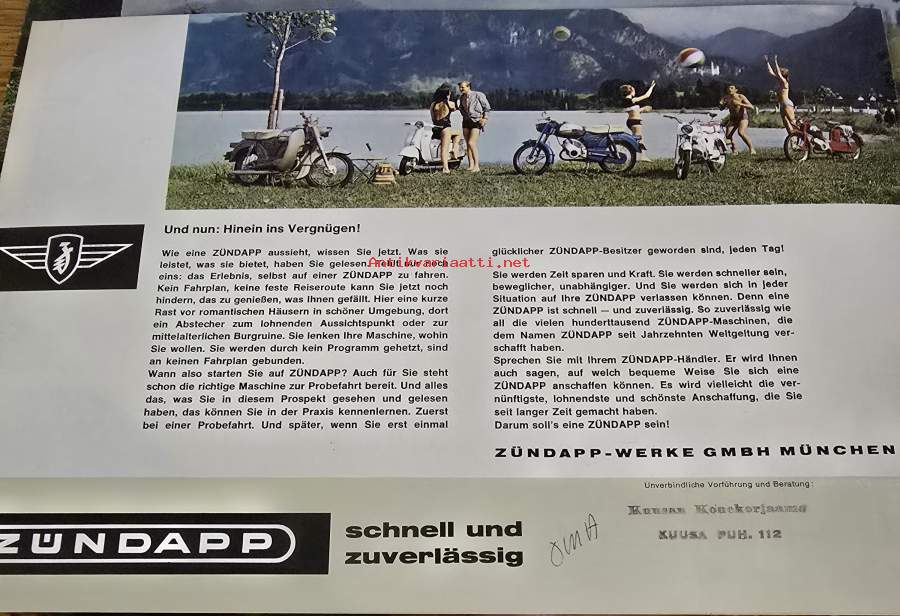 Und nun: Hinein ins Vergnügen!
Wie eine ZÜNDAPP aussieht, wissen Sie jetzt. Was sie
leistet, was sie bietet, haben Sie gelesen. Fehlt nur noch
eins: das Erlebnis, selbst auf einer ZÜNDAPP zu fahren.
Kein Fahrplan, keine feste Reiseroute kann Sie jetzt noch
hindern, das zu genießen, was Ihnen gefällt. Hier eine kurze
Rast vor romantischen Häusern in schöner Umgebung, dort
ein Abstecher zum lohnenden Aussichtspunkt oder zur
mittelalterlichen Burgruine. Sie lenken Ihre Maschine, wohin
Sie wollen. Sie werden durch kein Programm gehetzt, sind
an keinen Fahrplan gebunden.
Wann also starten Sie auf ZÜNDAPP? Auch für Sie steht
schon die richtige Maschine zur Probefahrt bereit. Und alles
das, was Sie in diesem Prospekt gesehen und gelesen
haben, das können Sie in der Praxis kennenlernen. Zuerst
bei einer Probefahrt. Und später, wenn Sie erst einmal
glücklicher ZÜNDAPP-Besitzer geworden sind, jeden Tag!
Sie werden Zeit sparen und Kraft. Sie werden schneller sein,
beweglicher, unabhängiger. Und Sie werden sich in jeder
Situation auf Ihre ZÜNDAPP verlassen können. Denn eine
ZÜNDAPP ist schnell — und zuverlässig. So zuverlässig wie
all die vielen hunderttausend ZÜNDAPP-Maschinen, die
dem Namen ZÜNDAPP seit Jahrzehnten Weltgeltung ver-
schafft haben.
Sprechen Sie mit Ihrem ZÜNDAPP-Händler. Er wird Ihnen
auch sagen, auf welch bequeme Weise Sie sich eine
ZÜNDAPP anschaffen können. Es wird vielleicht die ver-
nünftigste, lohnendste und schönste Anschaffung, die Sie
seit langer Zeit gemacht haben.
Darum soll's eine ZÜNDAPP sein!
ZÜNDAPP-WERKE GMBH MÜNCHEN
Unverbindliche Vorführung und Beratung:
Kuusan Konekorjaamo
KUUSA PUH. 112
ZÜNDAPP
schnell und
zuverlässig
Antikvariaatti.net